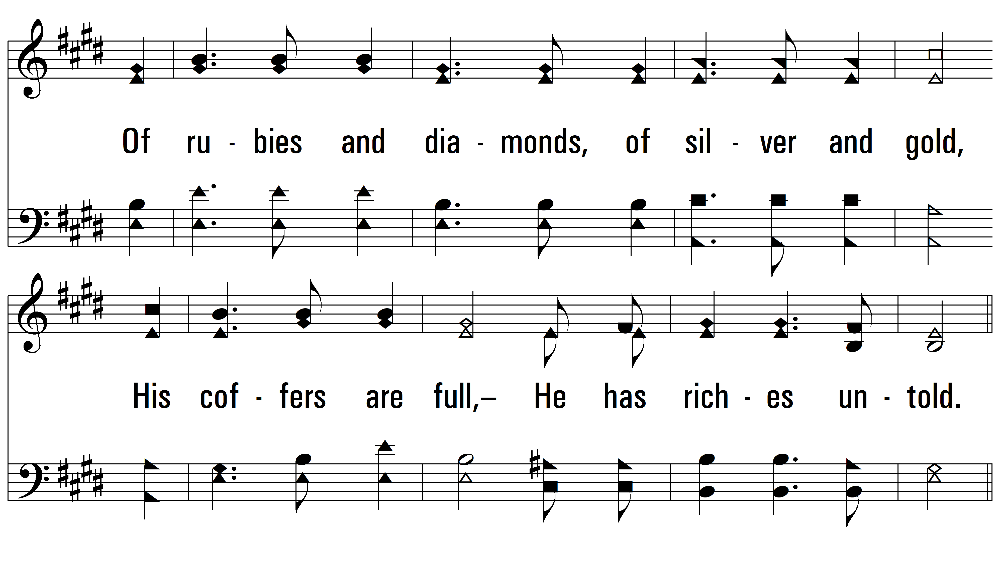 Of ru - bies and dia - monds, of sil - ver and gold,
His cof - fers are full,– He has rich - es un - told.